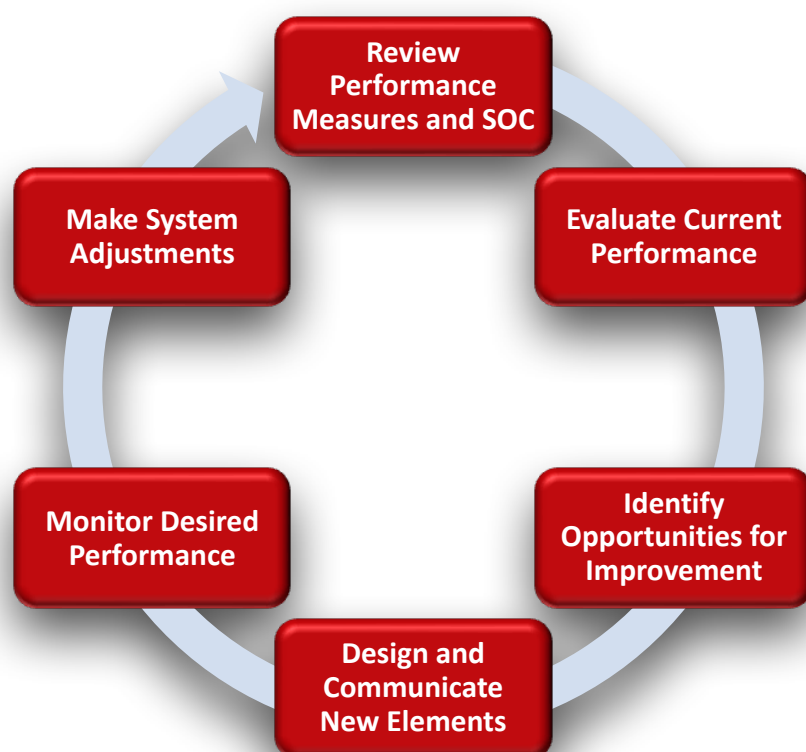 Review
Performance
Measures and SOC
Evaluate Current
Performance
Identify
Opportunities for
Improvement
Design and
Communicate
New Elements
Monitor Desired
Performance
Make System
Adjustments